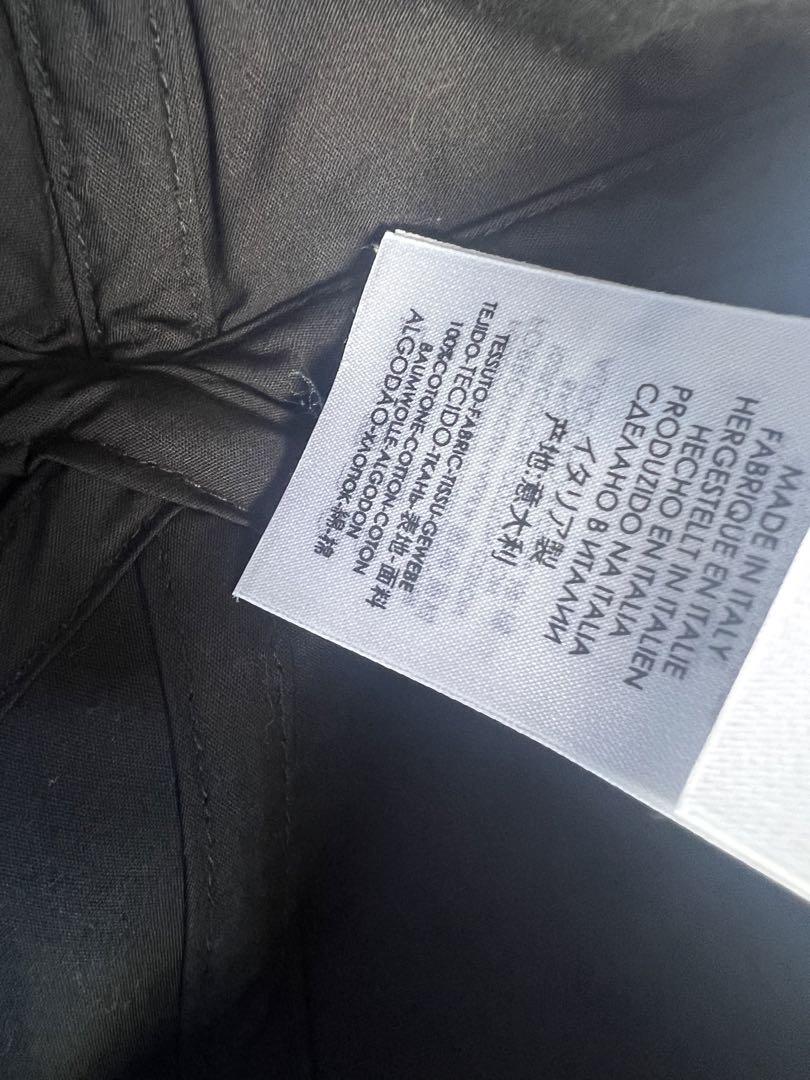 MADE IN ITALY
FABRIQUE EN ITALIE
HERGESTELLT IN ITALIEN
HECHO EN ITALIA
PRODUZIDO NA ITALIA
СДЕЛАНО В ИТАЛИИ
イタリア製
产地:意大利
TESSUTO-FABRIC-TISSU-GEWEBE
TEJIDO-TECIDO-ТКАНЬ-表地-面料
100%COTONE-COTTON-COTON
BAUMWOLLE-ALGODON
ALGODAO-ХЛОПОК-綿-棉